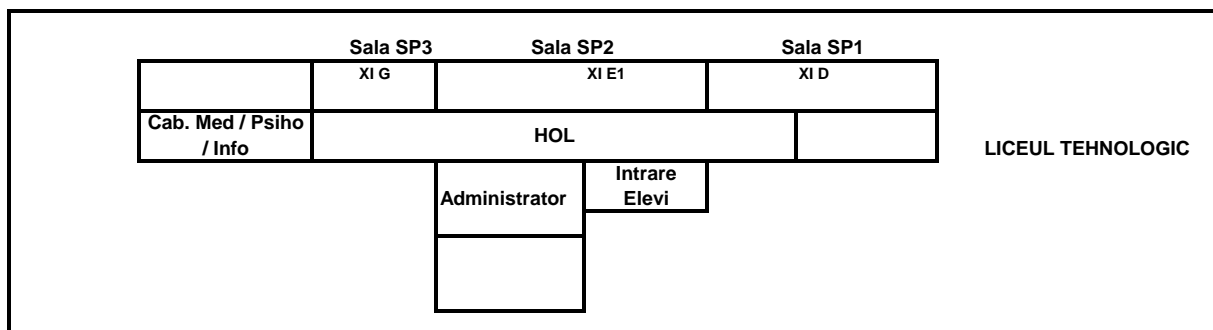 Sala SP3 Sala SP2 Sala SP1
XI G XI E1 XI D
Cab. Med / Psiho
/ Info
HOL
LICEUL TEHNOLOGIC
Administrator
Intrare
Elevi